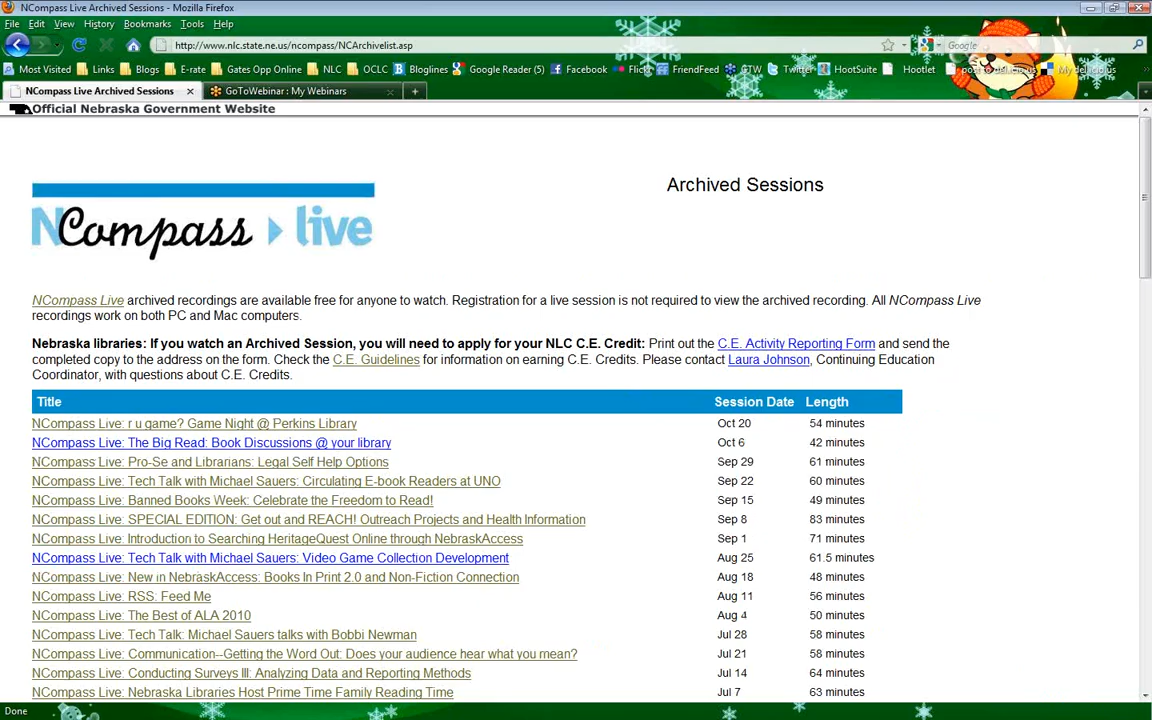 NCompass Live Archived Sessions - Mozilla Firefox
File Edit View History Bookmarks Tools Help
http://www.nlc.state.ne.us/ncompass/NCArchivelist.asp
Google
Most Visited Links Blogs E-rate Gates Opp Online NLC OCLC Bloglines Google Reader (5) Facebook Flickr FriendFeed GTW Twitter HootSuite Hootlet post to delicious My delicious
NCompass Live Archived Sessions GoToWebinar : My Webinars
Official Nebraska Government Website
Archived Sessions
NCompass live
NCompass Live archived recordings are available free for anyone to watch. Registration for a live session is not required to view the archived recording. All NCompass Live
recordings work on both PC and Mac computers.
Nebraska libraries: If you watch an Archived Session, you will need to apply for your NLC C.E. Credit: Print out the C.E. Activity Reporting Form and send the
completed copy to the address on the form. Check the C.E. Guidelines for information on earning C.E. Credits. Please contact Laura Johnson, Continuing Education
Coordinator, with questions about C.E. Credits.
Title Session Date Length
NCompass Live: r u game? Game Night @ Perkins Library Oct 20 54 minutes
NCompass Live: The Big Read: Book Discussions @ your library Oct 6 42 minutes
NCompass Live: Pro-Se and Librarians: Legal Self Help Options Sep 29 61 minutes
NCompass Live: Tech Talk with Michael Sauers: Circulating E-book Readers at UNO Sep 22 60 minutes
NCompass Live: Banned Books Week: Celebrate the Freedom to Read! Sep 15 49 minutes
NCompass Live: SPECIAL EDITION: Get out and REACH! Outreach Projects and Health Information Sep 8 83 minutes
NCompass Live: Introduction to Searching HeritageQuest Online through NebraskAccess Sep 1 71 minutes
NCompass Live: Tech Talk with Michael Sauers: Video Game Collection Development Aug 25 61.5 minutes
NCompass Live: New in NebraskAccess: Books In Print 2.0 and Non-Fiction Connection Aug 18 48 minutes
NCompass Live: RSS: Feed Me Aug 11 56 minutes
NCompass Live: The Best of ALA 2010 Aug 4 50 minutes
NCompass Live: Tech Talk: Michael Sauers talks with Bobbi Newman Jul 28 58 minutes
NCompass Live: Communication--Getting the Word Out: Does your audience hear what you mean? Jul 21 58 minutes
NCompass Live: Conducting Surveys III: Analyzing Data and Reporting Methods Jul 14 64 minutes
NCompass Live: Nebraska Libraries Host Prime Time Family Reading Time Jul 7 63 minutes
Done